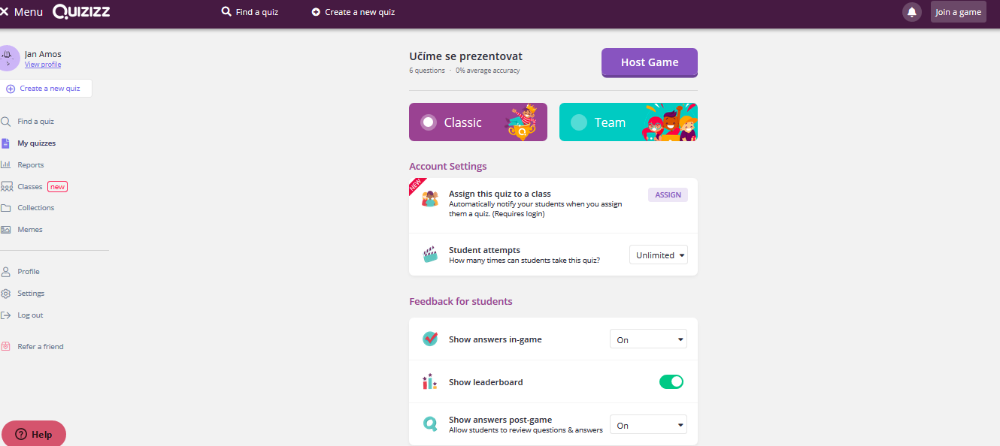 Menu QUIZIZZ Find a quiz Create a new quiz Join a game
Jan Amos
View profile
Create a new quiz
Find a quiz
My quizzes
Reports
Classes new
Collections
Memes
Profile
Settings
Log out
Refer a friend
Help
Učíme se prezentovat
6 questions · 0% average accuracy
Host Game
Classic
Team
Account Settings
NEW
Assign this quiz to a class
Automatically notify your students when you assign
them a quiz. (Requires login)
ASSIGN
Student attempts
How many times can students take this quiz?
Unlimited
Feedback for students
Show answers in-game
On
Show leaderboard
Show answers post-game
Allow students to review questions & answers
On